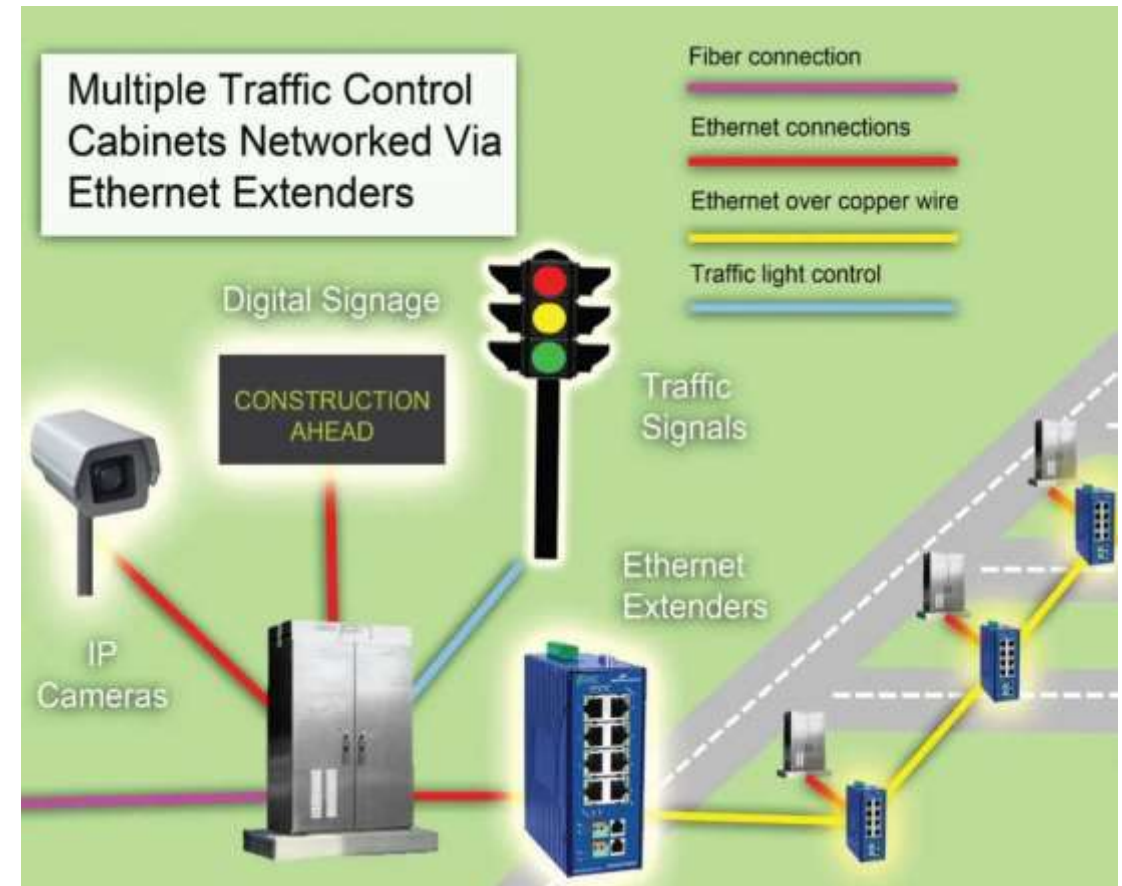 Multiple Traffic Control
Cabinets Networked Via
Ethernet Extenders
Fiber connection
Ethernet connections
Ethernet over copper wire
Traffic light control
Digital Signage
CONSTRUCTION
AHEAD
Traffic
Signals
Ethernet
Extenders
IP
Cameras